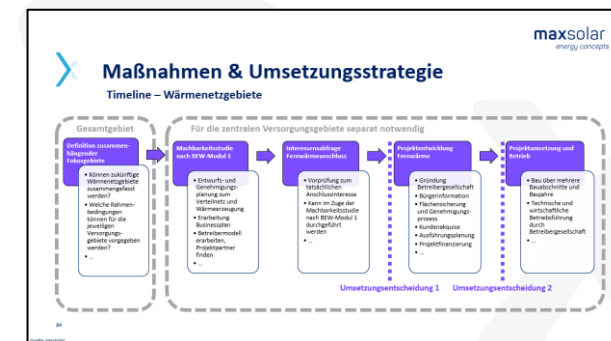 maxsolar
energy concepts
Maßnahmen & Umsetzungsstrategie
Timeline – Wärmenetzgebiete
Gesamtgebiet
Für die zentralen Versorgungsgebiete separat notwendig
Definition zusammen-
hängender
Fokusgebiete
• Können zukünftige
Wärmenetzgebiete
zusammengefasst
werden?
• Welche Rahmen-
bedingungen
können für die
jeweiligen
Versorgungs-
gebiete vorgegeben
werden?
• ...
Machbarkeitsstudie
nach BEW-Modul 1
• Entwurfs- und
Genehmigungs-
planung zum
Verteilnetz und
Wärmeerzeugung
• Erarbeitung
Businessplan
• Betreibermodell
erarbeiten,
Projektpartner
finden
• ...
Interessensabfrage
Fernwärmeanschluss
• Vorprüfung zum
tatsächlichen
Anschlussinteresse
• Kann im Zuge der
Machbarkeitsstudie
nach BEW-Modul 1
durchgeführt
werden
• ...
Projektentwicklung
Fernwärme
• Gründung
Betreibergesellschaft
• Bürgerinformation
• Flächensicherung
und Genehmigungs-
prozess
• Kundenakquise
• Ausführungsplanung
• Projektfinanzierung
• ...
Projektumsetzung und
Betrieb
• Bau über mehrere
Bauabschnitte und
Baujahre
• Technische und
wirtschaftliche
Betriebsführung
durch
Betreibergesellschaft
• ...
Umsetzungsentscheidung 1
Umsetzungsentscheidung 2
84